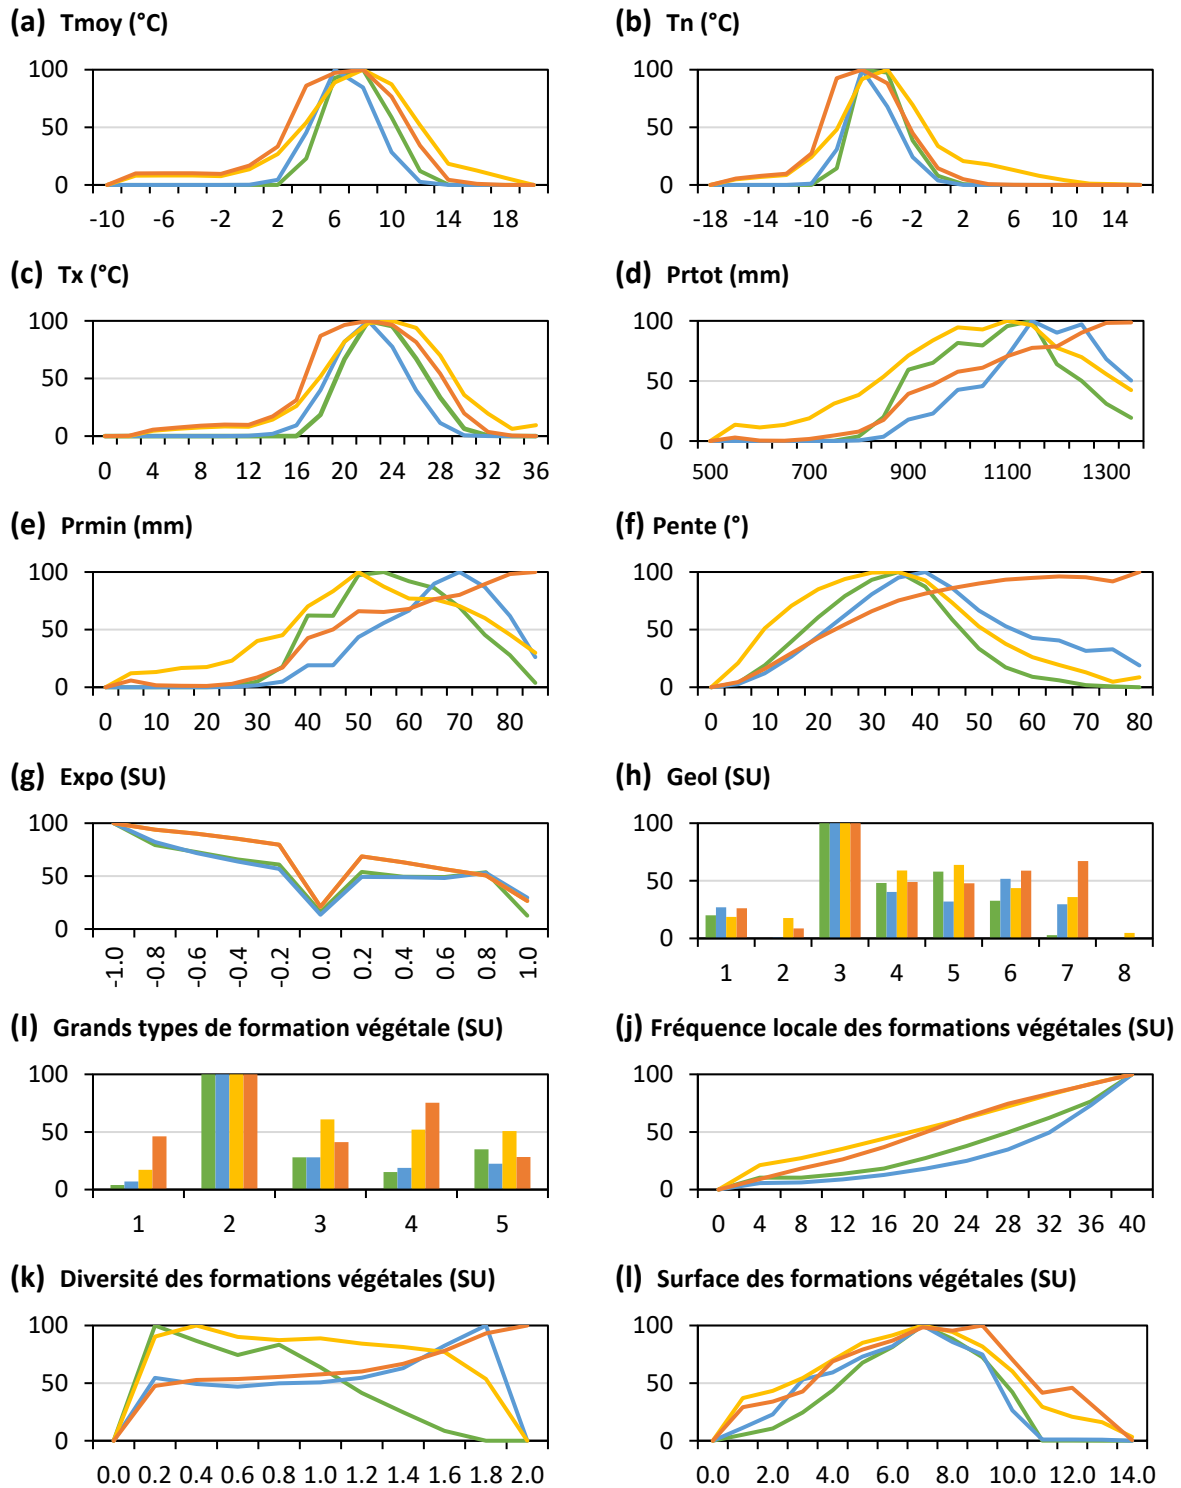 (a) Tmoy (°C)
100
50
0
-10 -6 -2 2 6 10 14 18
(b) Tn (°C)
100
50
0
-18 -14 -10 -6 -2 2 6 10 14
(c) Tx (°C)
100
50
0
0 4 8 12 16 20 24 28 32 36
(d) Prtot (mm)
100
50
0
500 700 900 1100 1300
(e) Prmin (mm)
100
50
0
0 10 20 30 40 50 60 70 80
(f) Pente (°)
100
50
0
0 10 20 30 40 50 60 70 80
(g) Expo (SU)
100
50
0
-1.0 -0.8 -0.6 -0.4 -0.2 0.0 0.2 0.4 0.6 0.8 1.0
(h) Geol (SU)
100
50
0
1 2 3 4 5 6 7 8
(I) Grands types de formation végétale (SU)
100
50
0
1 2 3 4 5
(j) Fréquence locale des formations végétales (SU)
100
50
0
0 4 8 12 16 20 24 28 32 36 40
(k) Diversité des formations végétales (SU)
100
50
0
0.0 0.2 0.4 0.6 0.8 1.0 1.2 1.4 1.6 1.8 2.0
(l) Surface des formations végétales (SU)
100
50
0
0.0 2.0 4.0 6.0 8.0 10.0 12.0 14.0